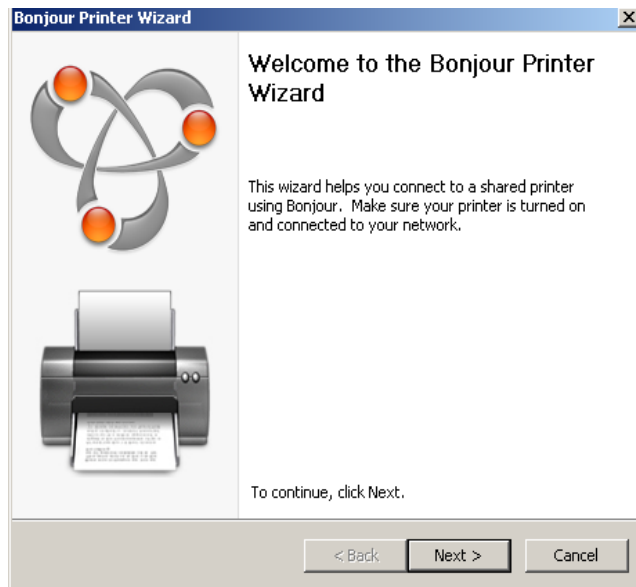 Bonjour Printer Wizard
Welcome to the Bonjour Printer
Wizard
This wizard helps you connect to a shared printer
using Bonjour. Make sure your printer is turned on
and connected to your network.
To continue, click Next.
< Back
Next >
Cancel